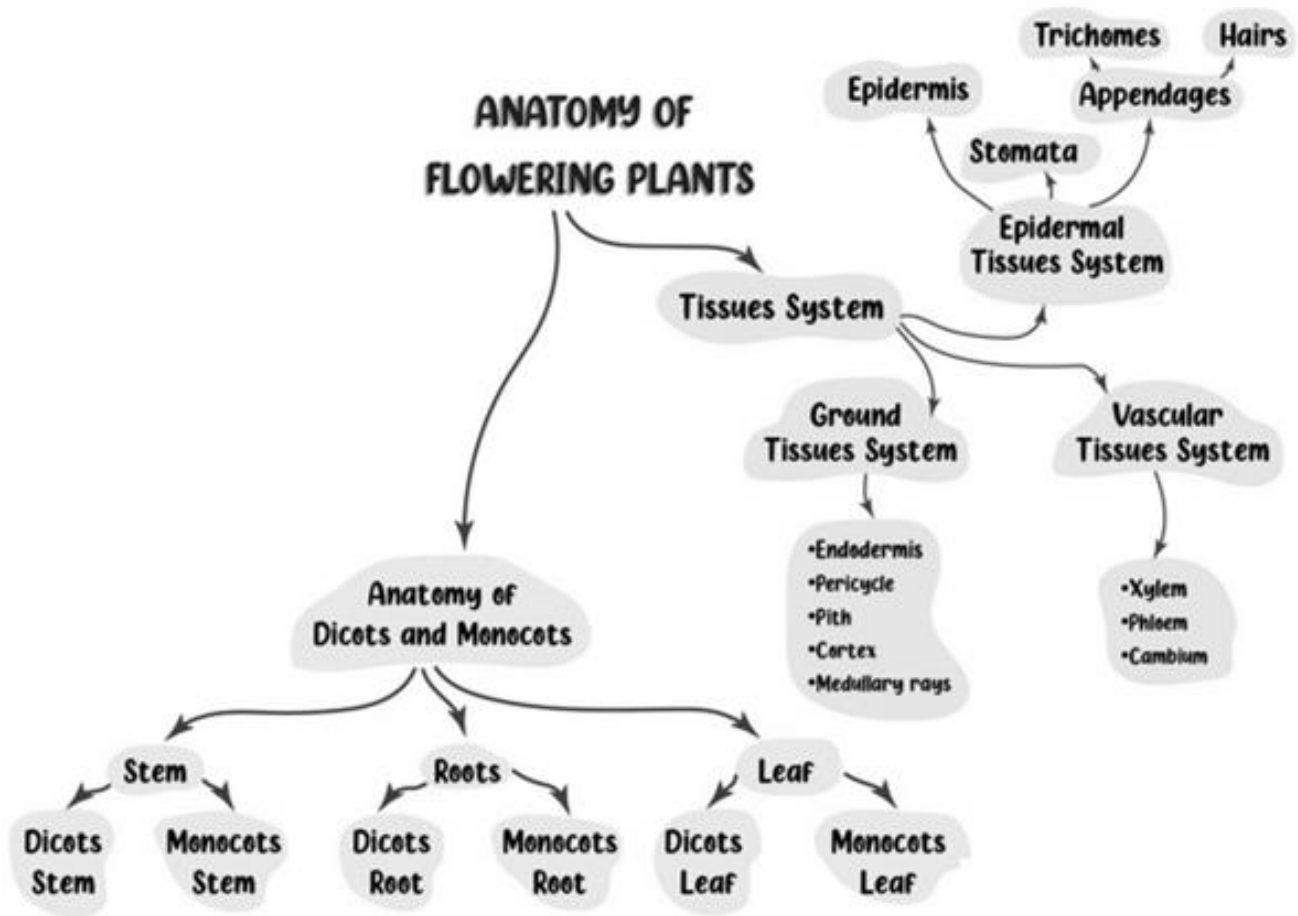 ANATOMY OF
FLOWERING PLANTS
Trichomes
Hairs
Epidermis
Appendages
Stomata
Epidermal
Tissues System
Tissues System
Ground
Tissues System
Vascular
Tissues System
•Endodermis
•Pericycle
•Pith
•Cortex
•Medullary rays
•Xylem
•Phloem
•Cambium
Anatomy of
Dicots and Monocots
Stem
Roots
Leaf
Dicots
Stem
Monocots
Stem
Dicots
Root
Monocots
Root
Dicots
Leaf
Monocots
Leaf